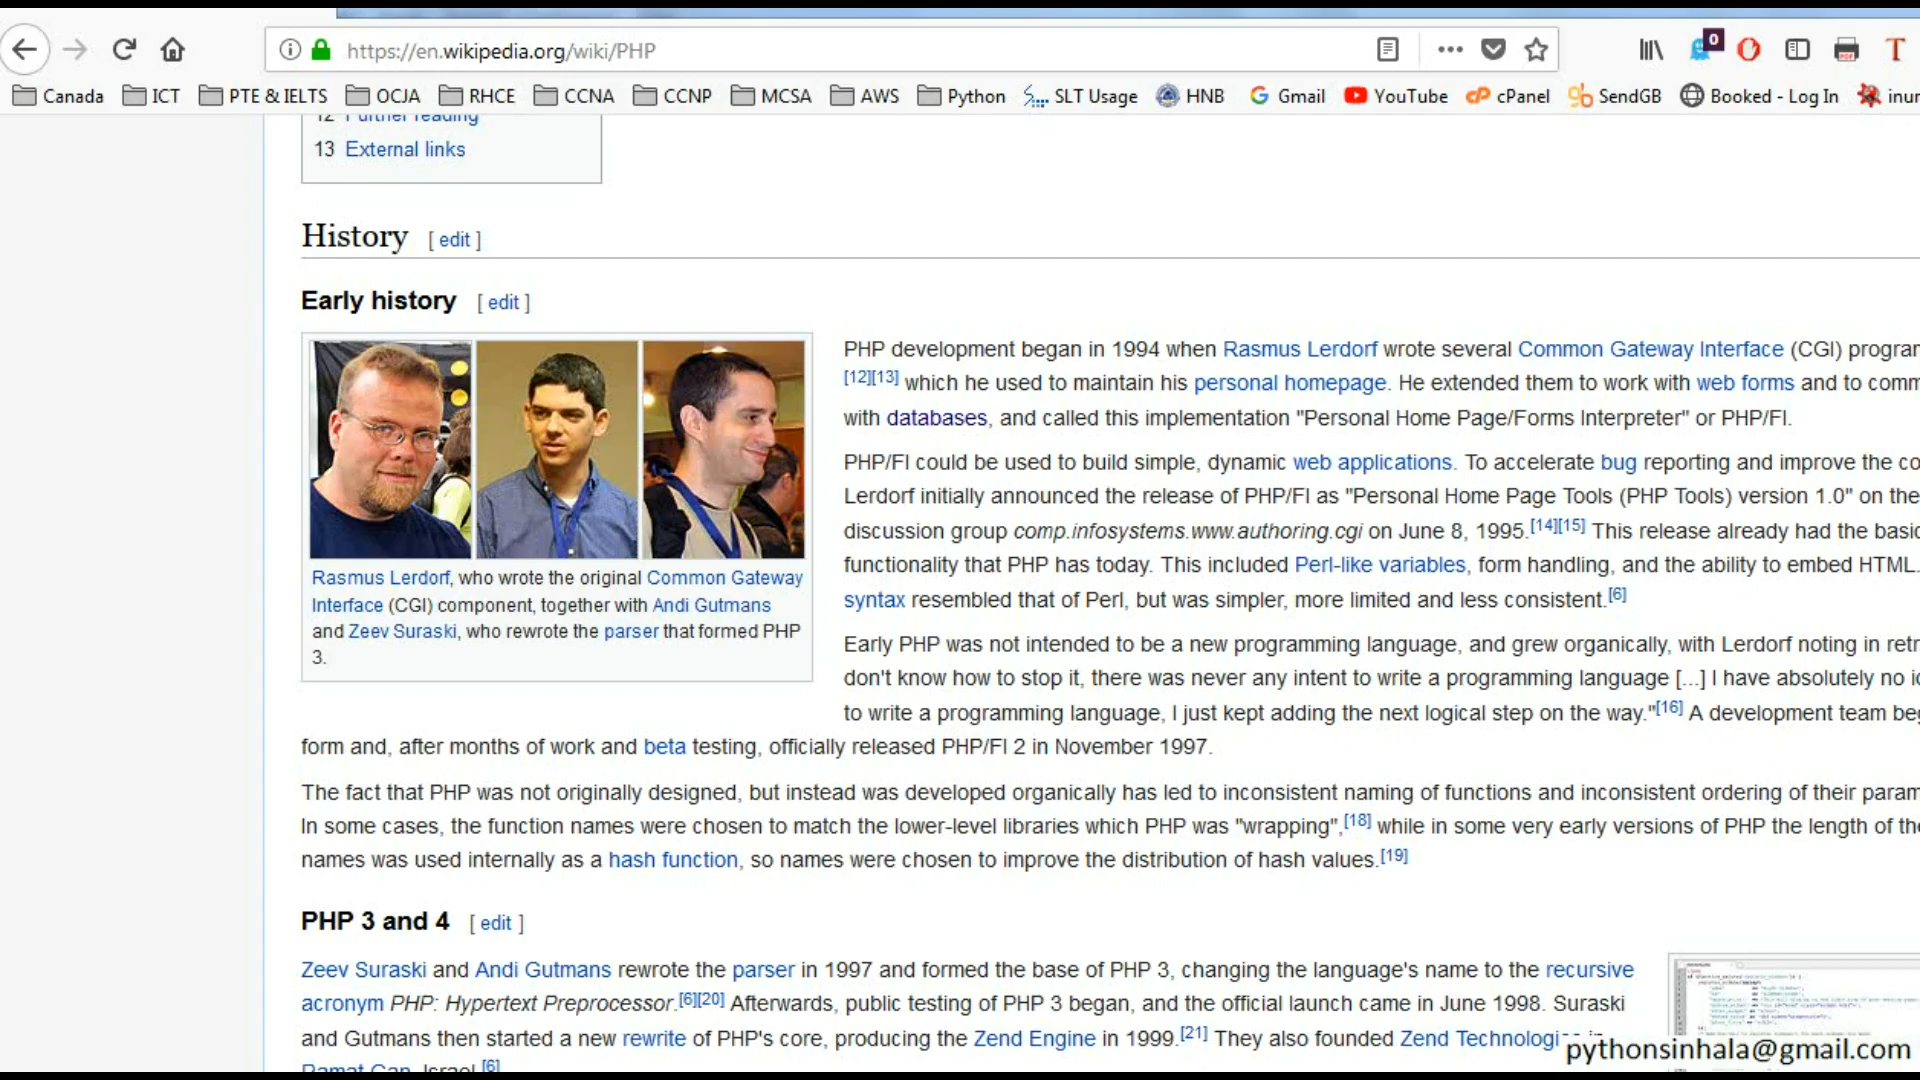 https://en.wikipedia.org/wiki/PHP
0
T
Canada ICT PTE & IELTS OCJA RHCE CCNA CCNP MCSA AWS Python SLT Usage HNB Gmail YouTube cPanel SendGB Booked - Log In
12 Further reading
13 External links
History [ edit ]
Early history [ edit ]
Rasmus Lerdorf, who wrote the original Common Gateway
Interface (CGI) component, together with Andi Gutmans
and Zeev Suraski, who rewrote the parser that formed PHP
3.
PHP development began in 1994 when Rasmus Lerdorf wrote several Common Gateway Interface (CGI)
[12][13] which he used to maintain his personal homepage. He extended them to work with web forms and to
with databases, and called this implementation "Personal Home Page/Forms Interpreter" or PHP/FI.
PHP/FI could be used to build simple, dynamic web applications. To accelerate bug reporting and improve the
Lerdorf initially announced the release of PHP/FI as "Personal Home Page Tools (PHP Tools) version 1.0" on the
discussion group comp.infosystems.www.authoring.cgi on June 8, 1995.[14][15] This release already had the
functionality that PHP has today. This included Perl-like variables, form handling, and the ability to embed HTML.
syntax resembled that of Perl, but was simpler, more limited and less consistent.[6]
Early PHP was not intended to be a new programming language, and grew organically, with Lerdorf noting in
don't know how to stop it, there was never any intent to write a programming language [...] I have absolutely no
to write a programming language, I just kept adding the next logical step on the way."[16] A development team
form and, after months of work and beta testing, officially released PHP/FI 2 in November 1997.
The fact that PHP was not originally designed, but instead was developed organically has led to inconsistent naming of functions and inconsistent ordering of their
In some cases, the function names were chosen to match the lower-level libraries which PHP was "wrapping",[18] while in some very early versions of PHP the length of the
names was used internally as a hash function, so names were chosen to improve the distribution of hash values.[19]
PHP 3 and 4 [ edit ]
Zeev Suraski and Andi Gutmans rewrote the parser in 1997 and formed the base of PHP 3, changing the language's name to the recursive
acronym PHP: Hypertext Preprocessor.[6][20] Afterwards, public testing of PHP 3 began, and the official launch came in June 1998. Suraski
and Gutmans then started a new rewrite of PHP's core, producing the Zend Engine in 1999.[21] They also founded Zend Technologies in
Ramat Gan, Israel.[6]
pythonsinhala@gmail.com